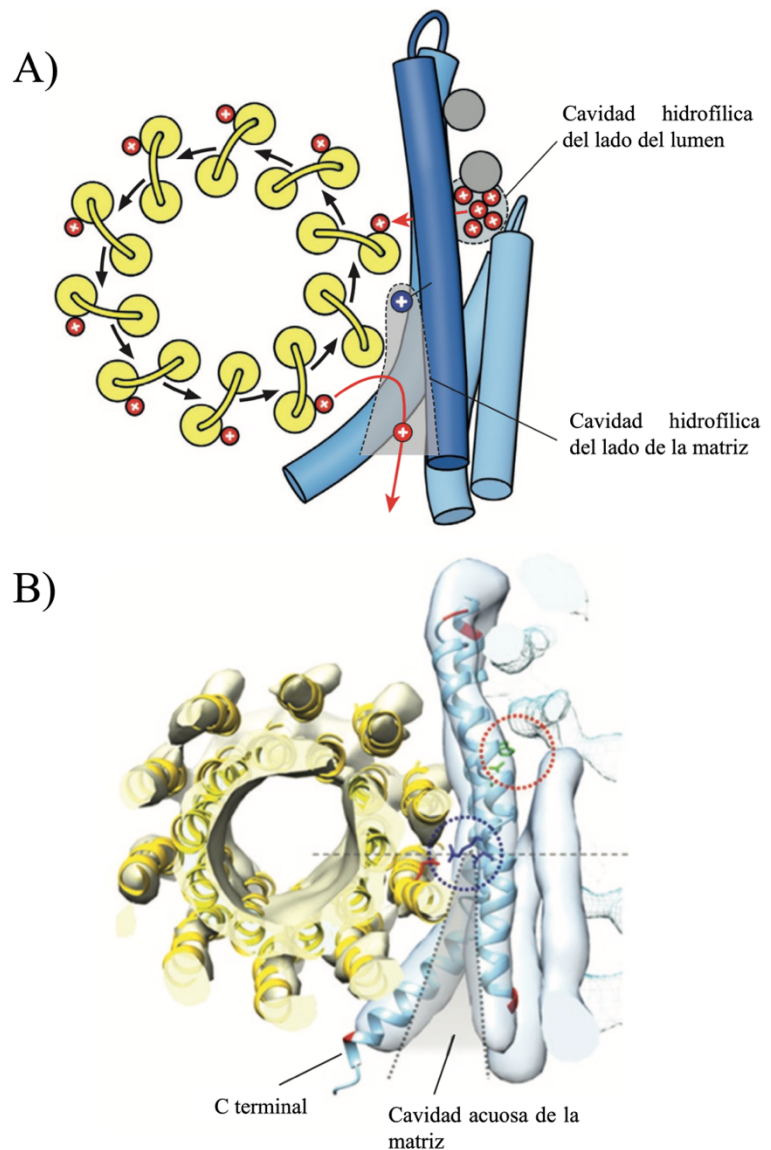 A)
Cavidad hidrofílica
del lado del lumen
Cavidad hidrofílica
del lado de la matriz
B)
C terminal
Cavidad acuosa de la
matriz